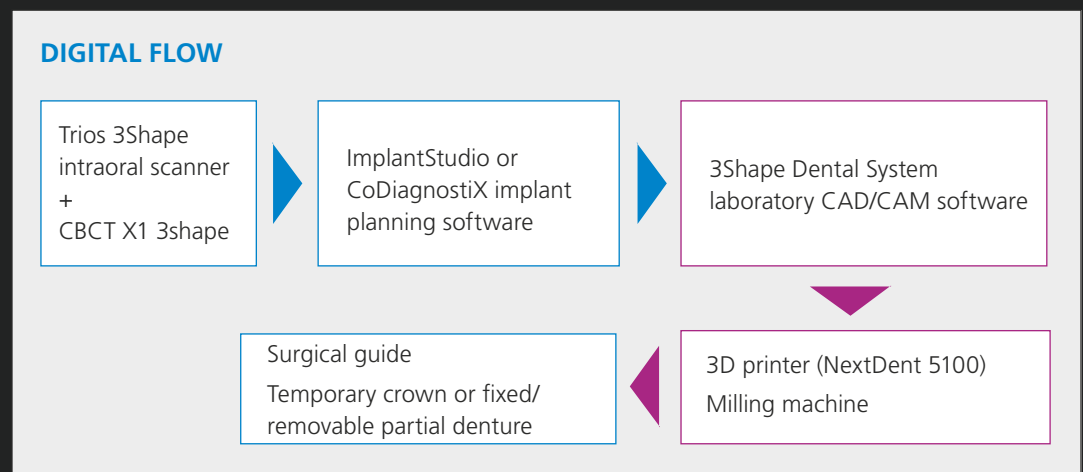 DIGITAL FLOW
Trios 3Shape
intraoral scanner
+
CBCT X1 3shape
ImplantStudio or
CoDiagnostiX implant
planning software
3Shape Dental System
laboratory CAD/CAM software
3D printer (NextDent 5100)
Milling machine
Surgical guide
Temporary crown or fixed/
removable partial denture